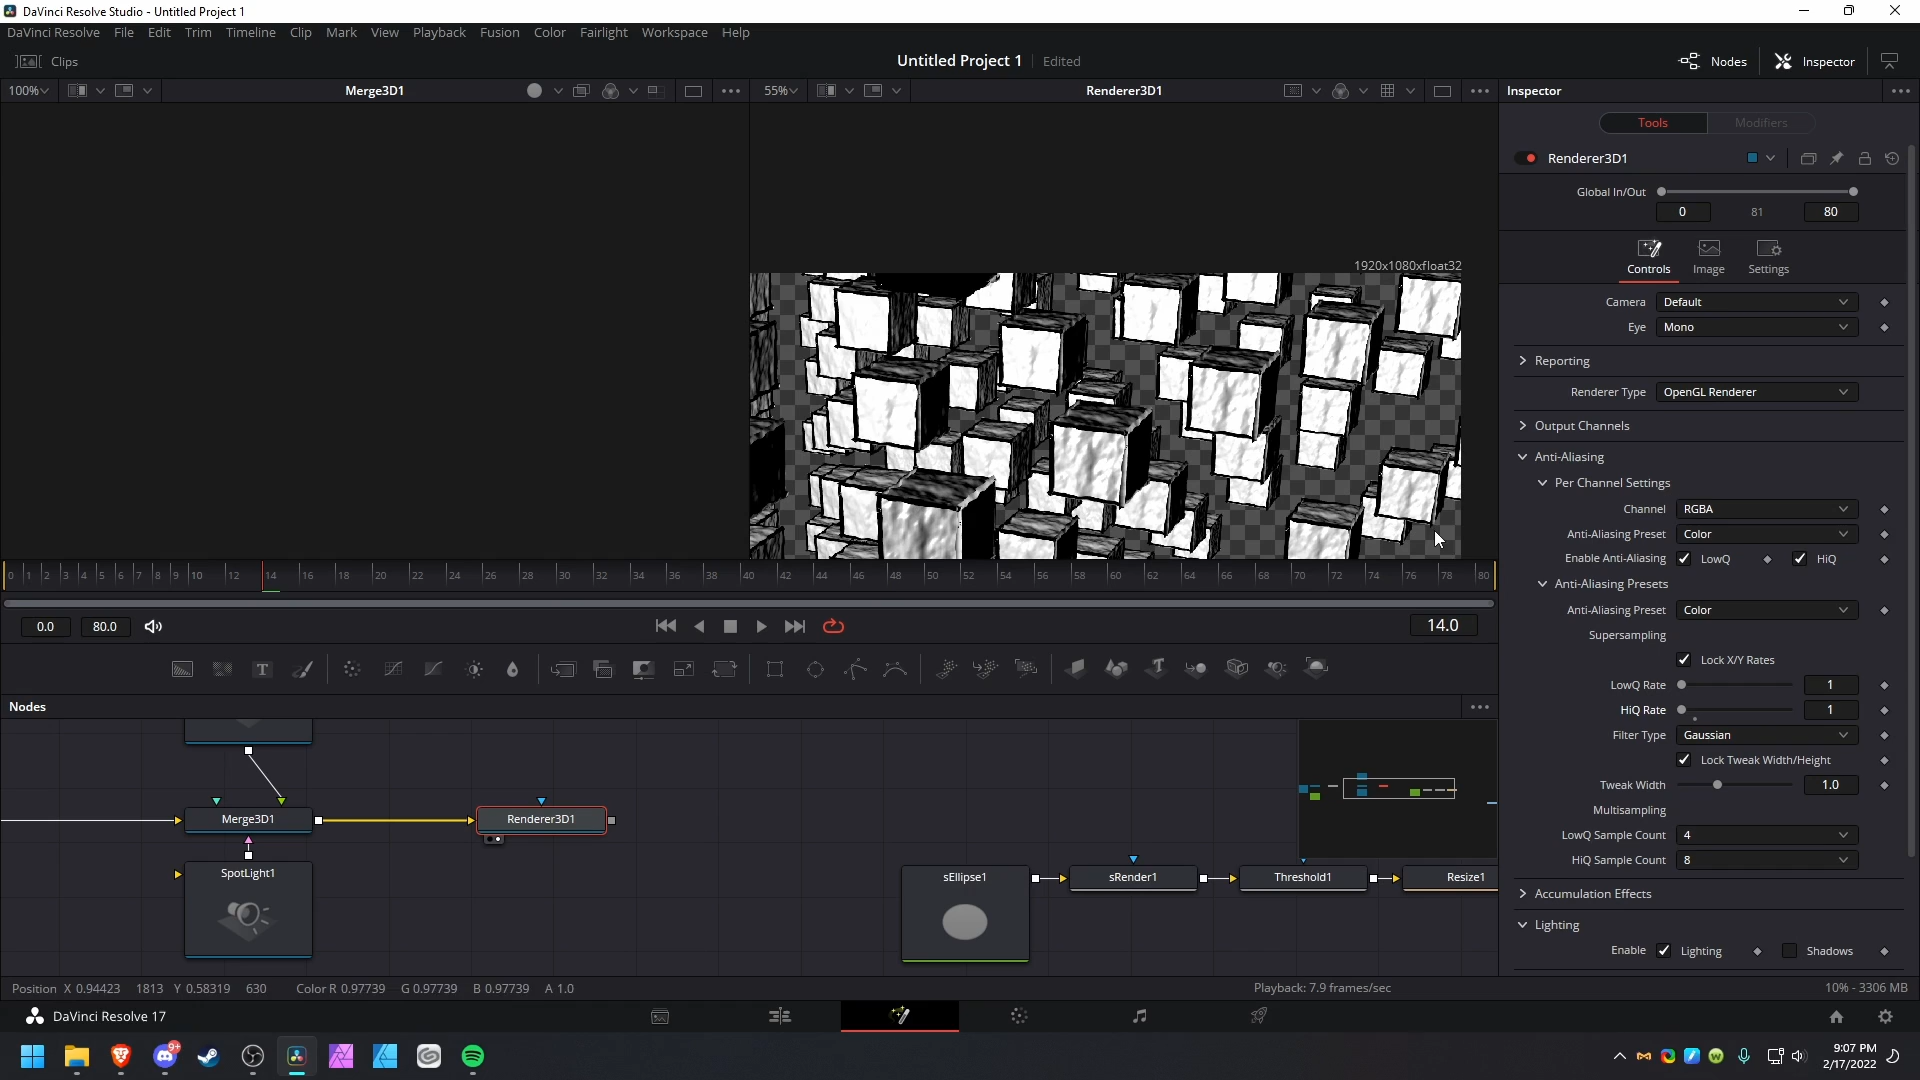 DaVinci Resolve Studio - Untitled Project 1
DaVinci Resolve File Edit Trim Timeline Clip Mark View Playback Fusion Color Fairlight Workspace Help
Clips
Untitled Project 1 Edited
Nodes Inspector
100% Merge3D1 55% Renderer3D1 Inspector
Tools Modifiers
Renderer3D1
Global In/Out
0 81 80
Controls Image Settings
1920x1080xfloat32
Camera Default
Eye Mono
Reporting
Renderer Type OpenGL Renderer
Output Channels
Anti-Aliasing
Per Channel Settings
Channel RGBA
Anti-Aliasing Preset Color
Enable Anti-Aliasing LowQ HiQ
Anti-Aliasing Presets
Anti-Aliasing Preset Color
Supersampling
Lock X/Y Rates
LowQ Rate 1
HiQ Rate 1
Filter Type Gaussian
Lock Tweak Width/Height
Tweak Width 1.0
Multisampling
LowQ Sample Count 4
HiQ Sample Count 8
Accumulation Effects
Lighting
Enable Lighting Shadows
0 1 2 3 4 5 6 7 8 9 10 12 14 16 18 20 22 24 26 28 30 32 34 36 38 40 42 44 46 48 50 52 54 56 58 60 62 64 66 68 70 72 74 76 78 80
0.0 80.0 14.0
Nodes
Merge3D1 Renderer3D1
SpotLight1
sEllipse1 sRender1 Threshold1 Resize1
Position X 0.94423 1813 Y 0.58319 630 Color R 0.97739 G 0.97739 B 0.97739 A 1.0
Playback: 7.9 frames/sec
10% - 3306 MB
DaVinci Resolve 17
9+
9:07 PM
2/17/2022